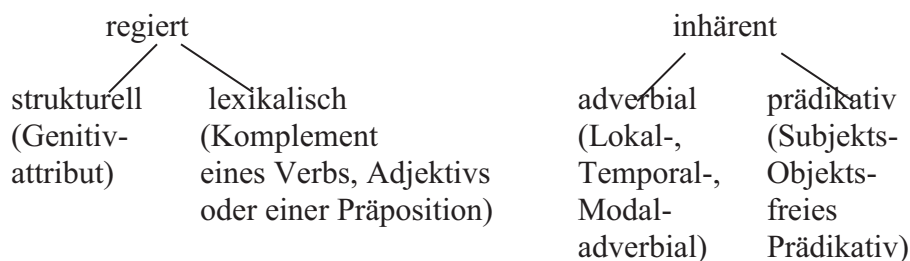 regiert inhärent
strukturell lexikalisch adverbial prädikativ
(Genitiv- (Komplement (Lokal-, (Subjekts-
attribut) eines Verbs, Adjektivs Temporal-, Objekts-
oder einer Präposition) Modal- freies
adverbial) Prädikativ)